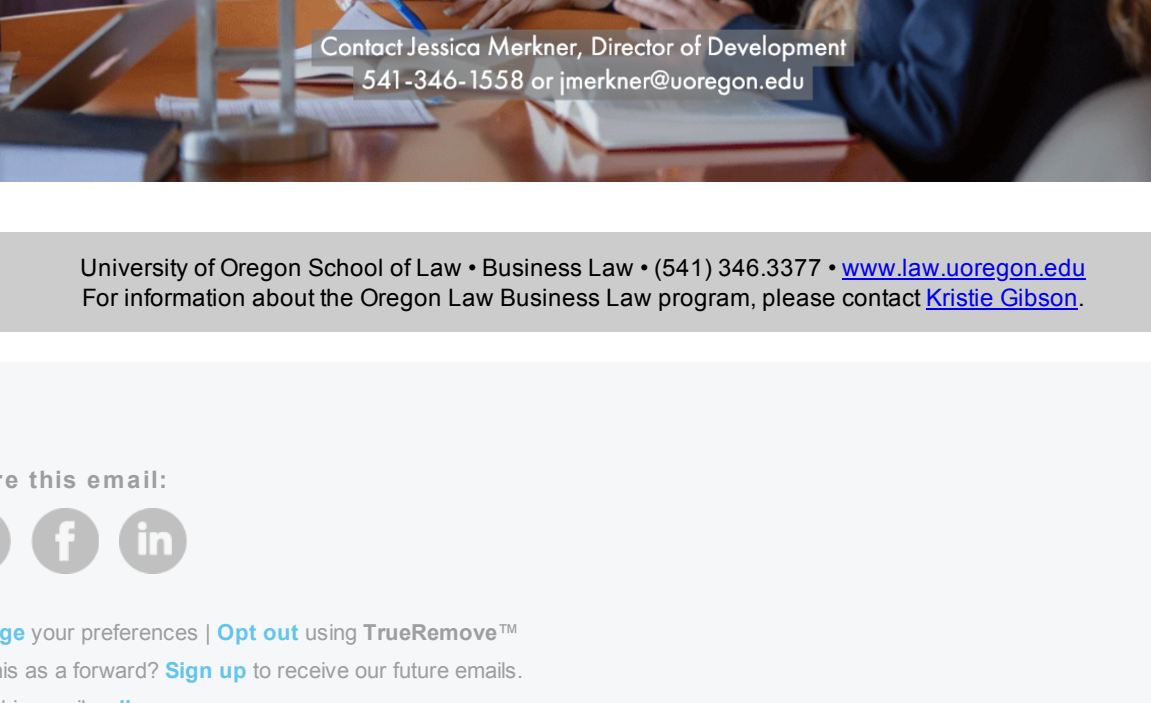 Contact Jessica Merkner, Director of Development
541-346-1558 or jmerkner@uoregon.edu
University of Oregon School of Law • Business Law • (541) 346.3377 • www.law.uoregon.edu
For information about the Oregon Law Business Law program, please contact Kristie Gibson.
this email:
f in
your preferences | Opt out using TrueRemove™
as a forward? Sign up to receive our future emails.